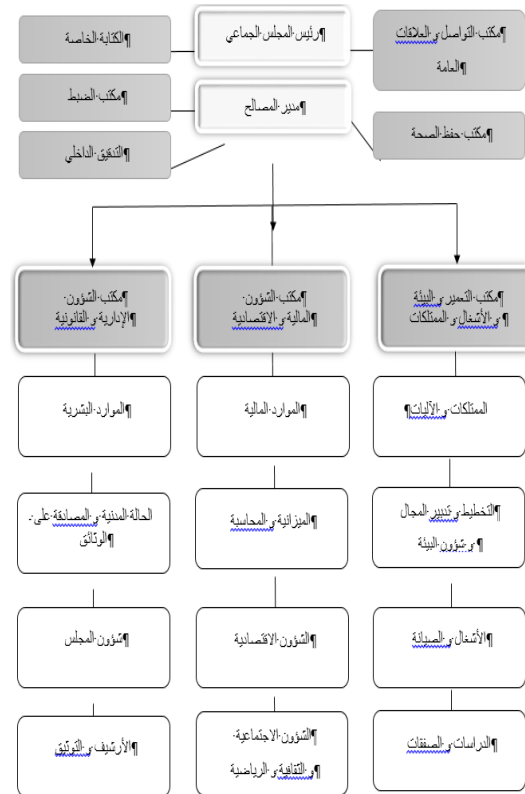 مكتب التواصل و العلاقات
العامة
رئيس المجلس الجماعي
الكتابة الخاصة
مدير المصالح
مكتب الضبط
مكتب حفظ الصحة
التدقيق الداخلي
مكتب التعمير و البيئة
و الأشغال و الممتلكات
مكتب الشؤون
المالية و الاقتصادية
مكتب الشؤون
الإدارية و القانونية
الممتلكات و الآليات
الموارد المالية
الموارد البشرية
التخطيط و تدبير المجال
و شؤون البيئة
الميزانية و المحاسبة
الحالة المدنية و المصادقة على
الوثائق
الأشغال و الصيانة
الشؤون الاقتصادية
شؤون المجلس
الدراسات و الصفقات
الشؤون الاجتماعية
و الثقافية و الرياضية
الأرشيف و التوثيق